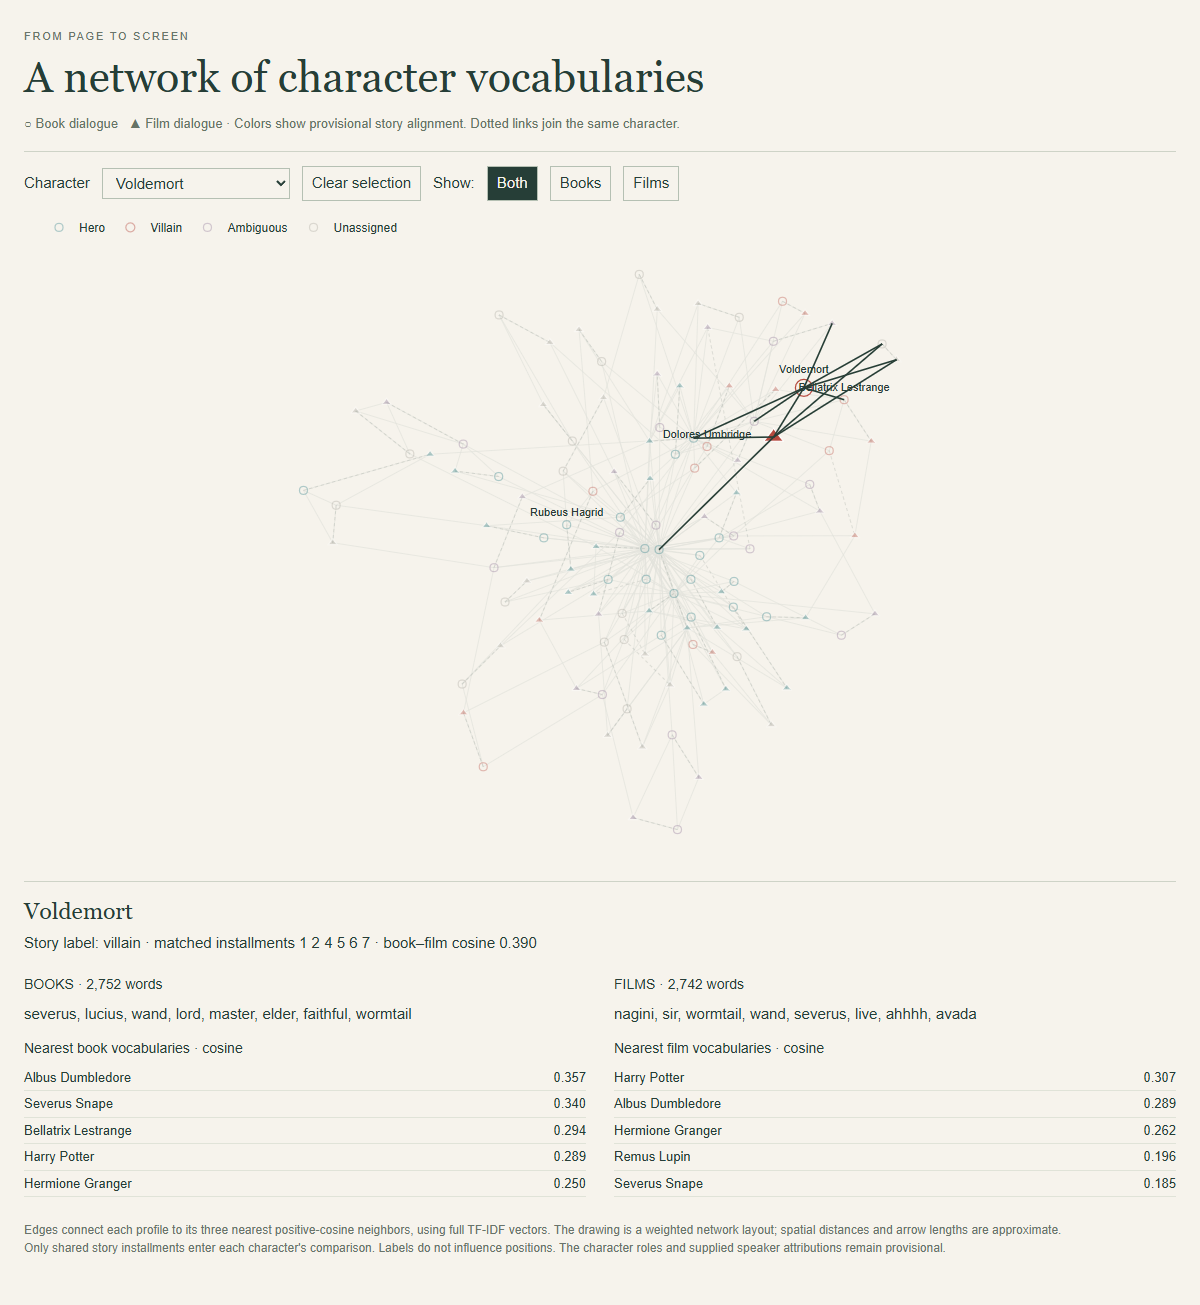 FROM PAGE TO SCREEN
A network of character vocabularies
○ Book dialogue ▲ Film dialogue · Colors show provisional story alignment. Dotted links join the same character.
Character Voldemort Clear selection Show: Both Books Films
Hero Villain Ambiguous Unassigned
Voldemort
Bellatrix Lestrange
Dolores Umbridge
Rubeus Hagrid
Voldemort
Story label: villain · matched installments 1 2 4 5 6 7 · book–film cosine 0.390
BOOKS · 2,752 words
severus, lucius, wand, lord, master, elder, faithful, wormtail
Nearest book vocabularies · cosine
Albus Dumbledore 0.357
Severus Snape 0.340
Bellatrix Lestrange 0.294
Harry Potter 0.289
Hermione Granger 0.250
FILMS · 2,742 words
nagini, sir, wormtail, wand, severus, live, ahhhh, avada
Nearest film vocabularies · cosine
Harry Potter 0.307
Albus Dumbledore 0.289
Hermione Granger 0.262
Remus Lupin 0.196
Severus Snape 0.185
Edges connect each profile to its three nearest positive-cosine neighbors, using full TF-IDF vectors. The drawing is a weighted network layout; spatial distances and arrow lengths are approximate.
Only shared story installments enter each character's comparison. Labels do not influence positions. The character roles and supplied speaker attributions remain provisional.